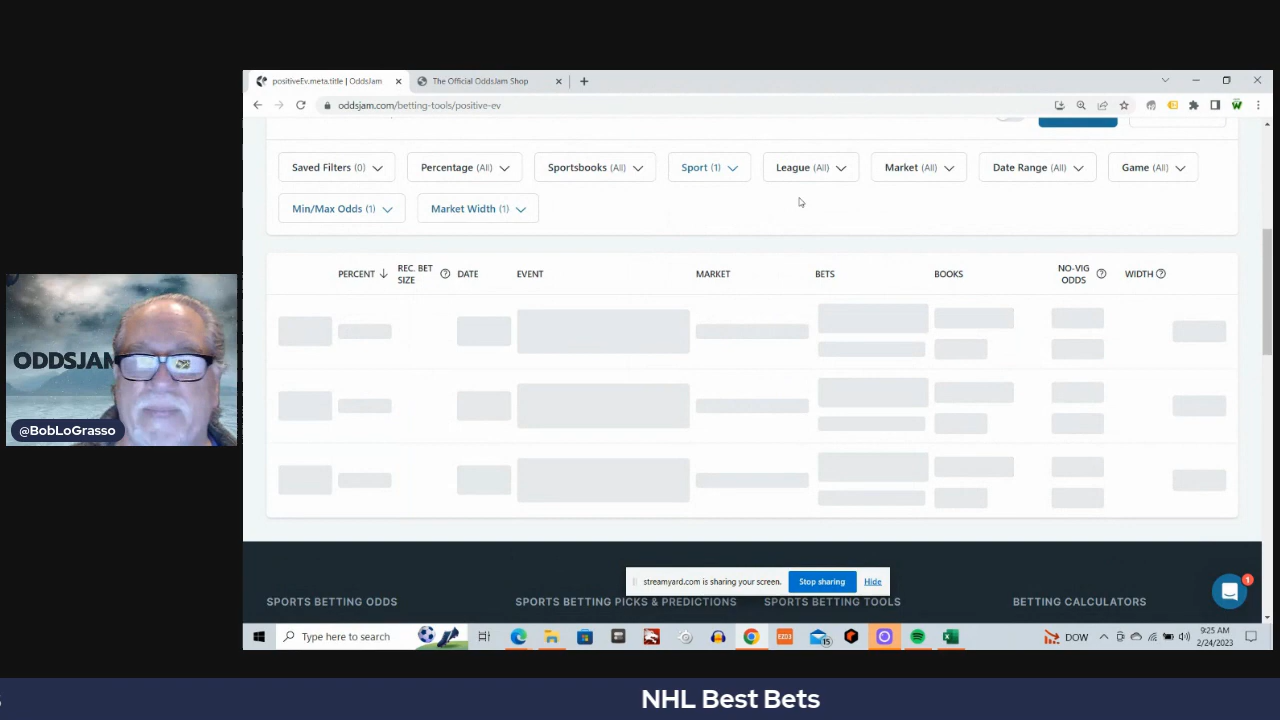 positiveEv.meta.title | OddsJam
The Official OddsJam Shop
oddsjam.com/betting-tools/positive-ev
Saved Filters (0)
Percentage (All)
Sportsbooks (All)
Sport (1)
League (All)
Market (All)
Date Range (All)
Game (All)
Min/Max Odds (1)
Market Width (1)
PERCENT
REC. BET
SIZE
DATE
EVENT
MARKET
BETS
BOOKS
NO-VIG
ODDS
WIDTH
ODDSJAM
@BobLoGrasso
streamyard.com is sharing your screen.
Stop sharing
Hide
1
SPORTS BETTING ODDS
SPORTS BETTING PICKS & PREDICTIONS
SPORTS BETTING TOOLS
BETTING CALCULATORS
Type here to search
EZD3
15
DOW
9:25 AM
2/24/2023
NHL Best Bets